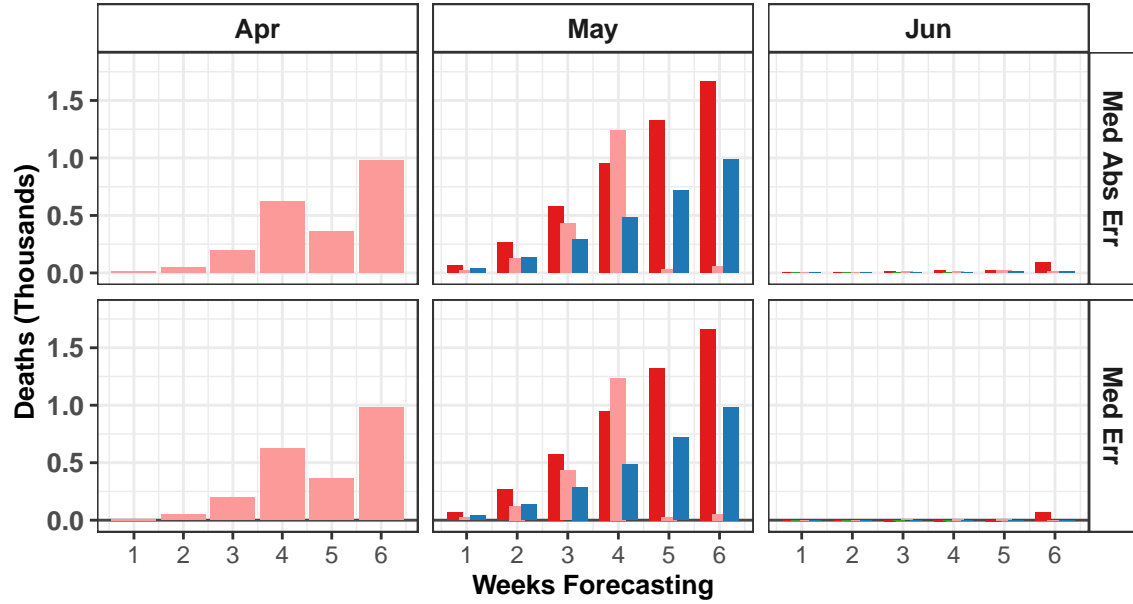 Apr May Jun
Deaths (Thousands)
1.5
1.0
0.5
0.0
Med Abs Err
1.5
1.0
0.5
0.0
Med Err
1 2 3 4 5 6 1 2 3 4 5 6 1 2 3 4 5 6
Weeks Forecasting